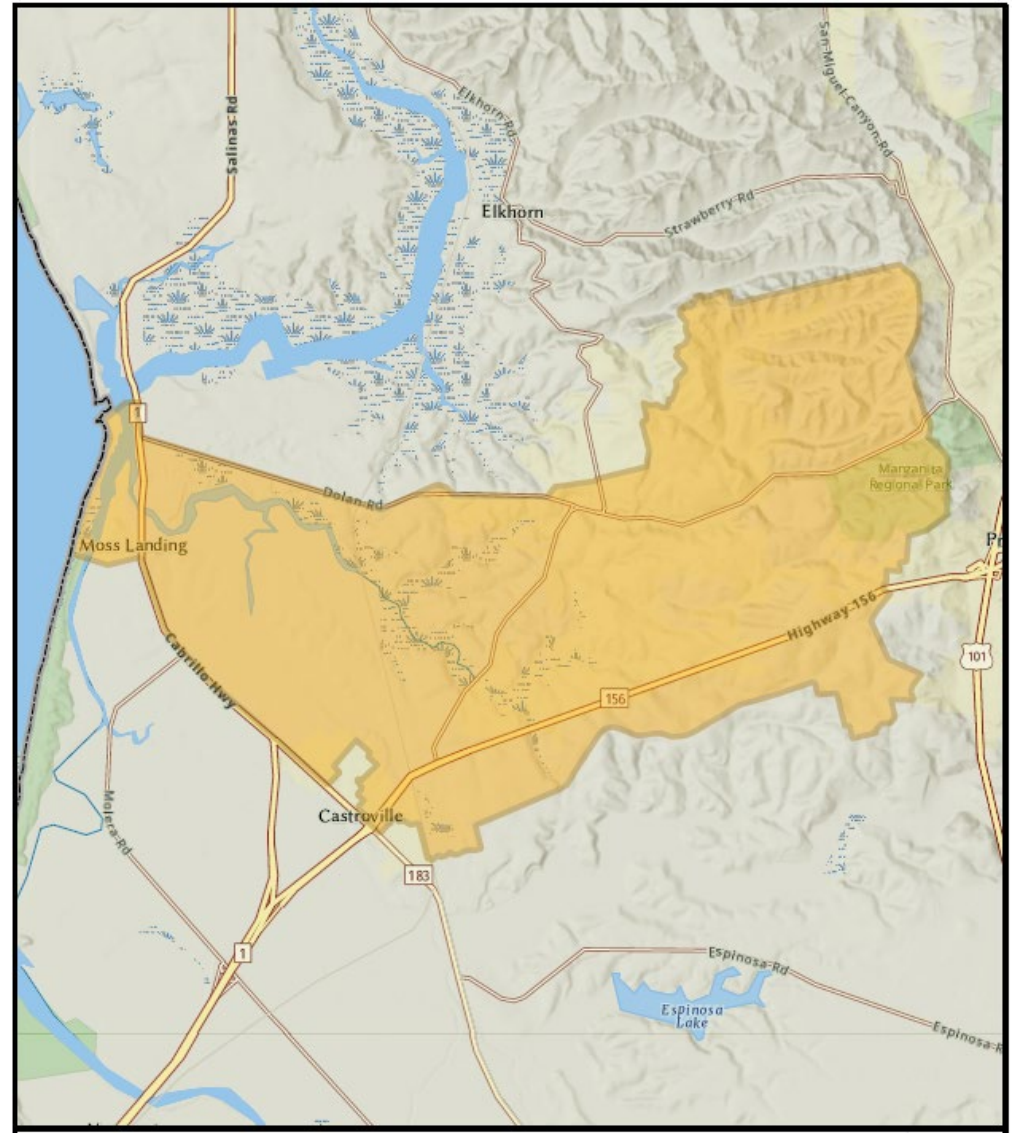 Salinas Rd
Elkhorn Rd
San Miguel Canyon Rd
Elkhorn
Strawberry Rd
1
Dolan Rd
Manzanita
Regional Park
Moss Landing
Highway 156
101
Cabrillo Hwy
156
Molera Rd
Castroville
183
1
Espinosa Rd
Espinosa
Lake
Espinosa R